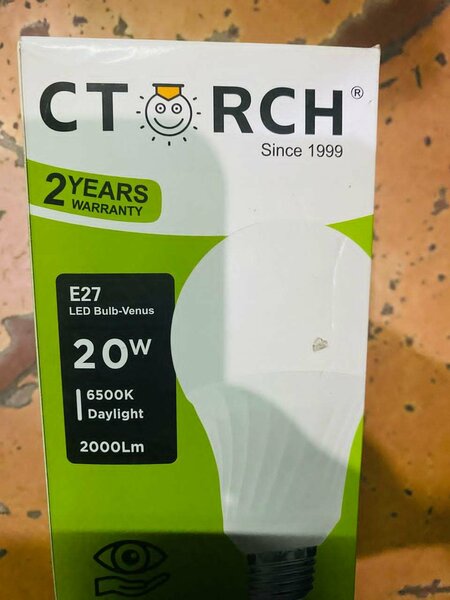 CTORCH®
Since 1999
2 YEARS
WARRANTY
E27
LED Bulb-Venus
20W
6500K
Daylight
2000Lm